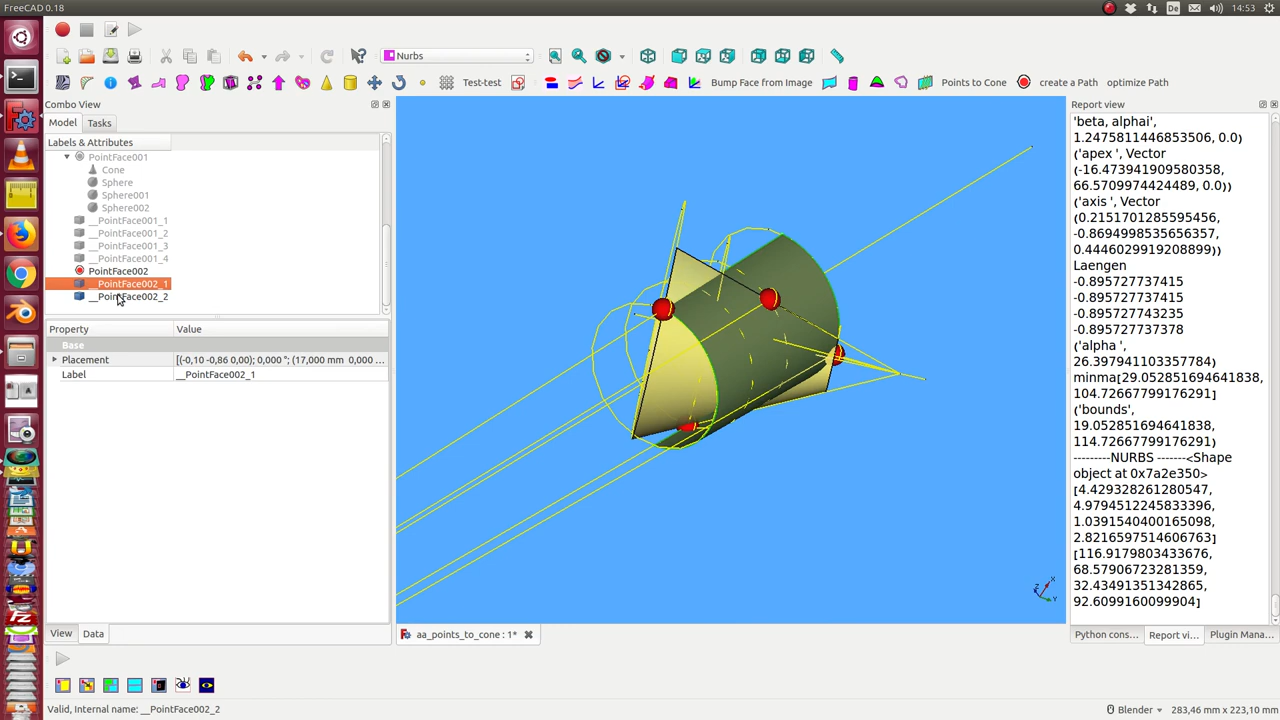 FreeCAD 0.18
De
14:53
Nurbs
Test-test
Bump Face from Image
Points to Cone
create a Path
optimize Path
Combo View
Model
Tasks
Labels & Attributes
PointFace001
Cone
Sphere
Sphere001
Sphere002
__PointFace001_1
__PointFace001_2
__PointFace001_3
__PointFace001_4
PointFace002
__PointFace002_1
__PointFace002_2
Property
Value
Base
Placement
[(-0,10 -0,86 0,00); 0,000 °; (17,000 mm 0,000 ...
Label
__PointFace002_1
View
Data
aa_points_to_cone : 1*
X
Y
Z
Report view
'beta, alphai',
1.2475811446853506, 0.0)
('apex ', Vector
(-16.473941909580358,
66.5709974424489, 0.0))
('axis ', Vector
(0.2151701285595456,
-0.8694998535656357,
0.4446029919208899))
Laengen
-0.895727737415
-0.895727737415
-0.895727743235
-0.895727737378
('alpha ',
26.397941103357784)
minma[29.052851694641838,
104.72667799176291]
('bounds',
19.052851694641838,
114.72667799176291)
---------NURBS -------<Shape
object at 0x7a2e350>
[4.429328261280547,
4.9794512245833396,
1.0391540400165098,
2.8216597514606763]
[116.9179803433676,
68.57906723281359,
32.43491351342865,
92.6099160099904]
Python cons...
Report vi...
Plugin Mana...
Valid, Internal name: __PointFace002_2
Blender
283,46 mm x 223,10 mm